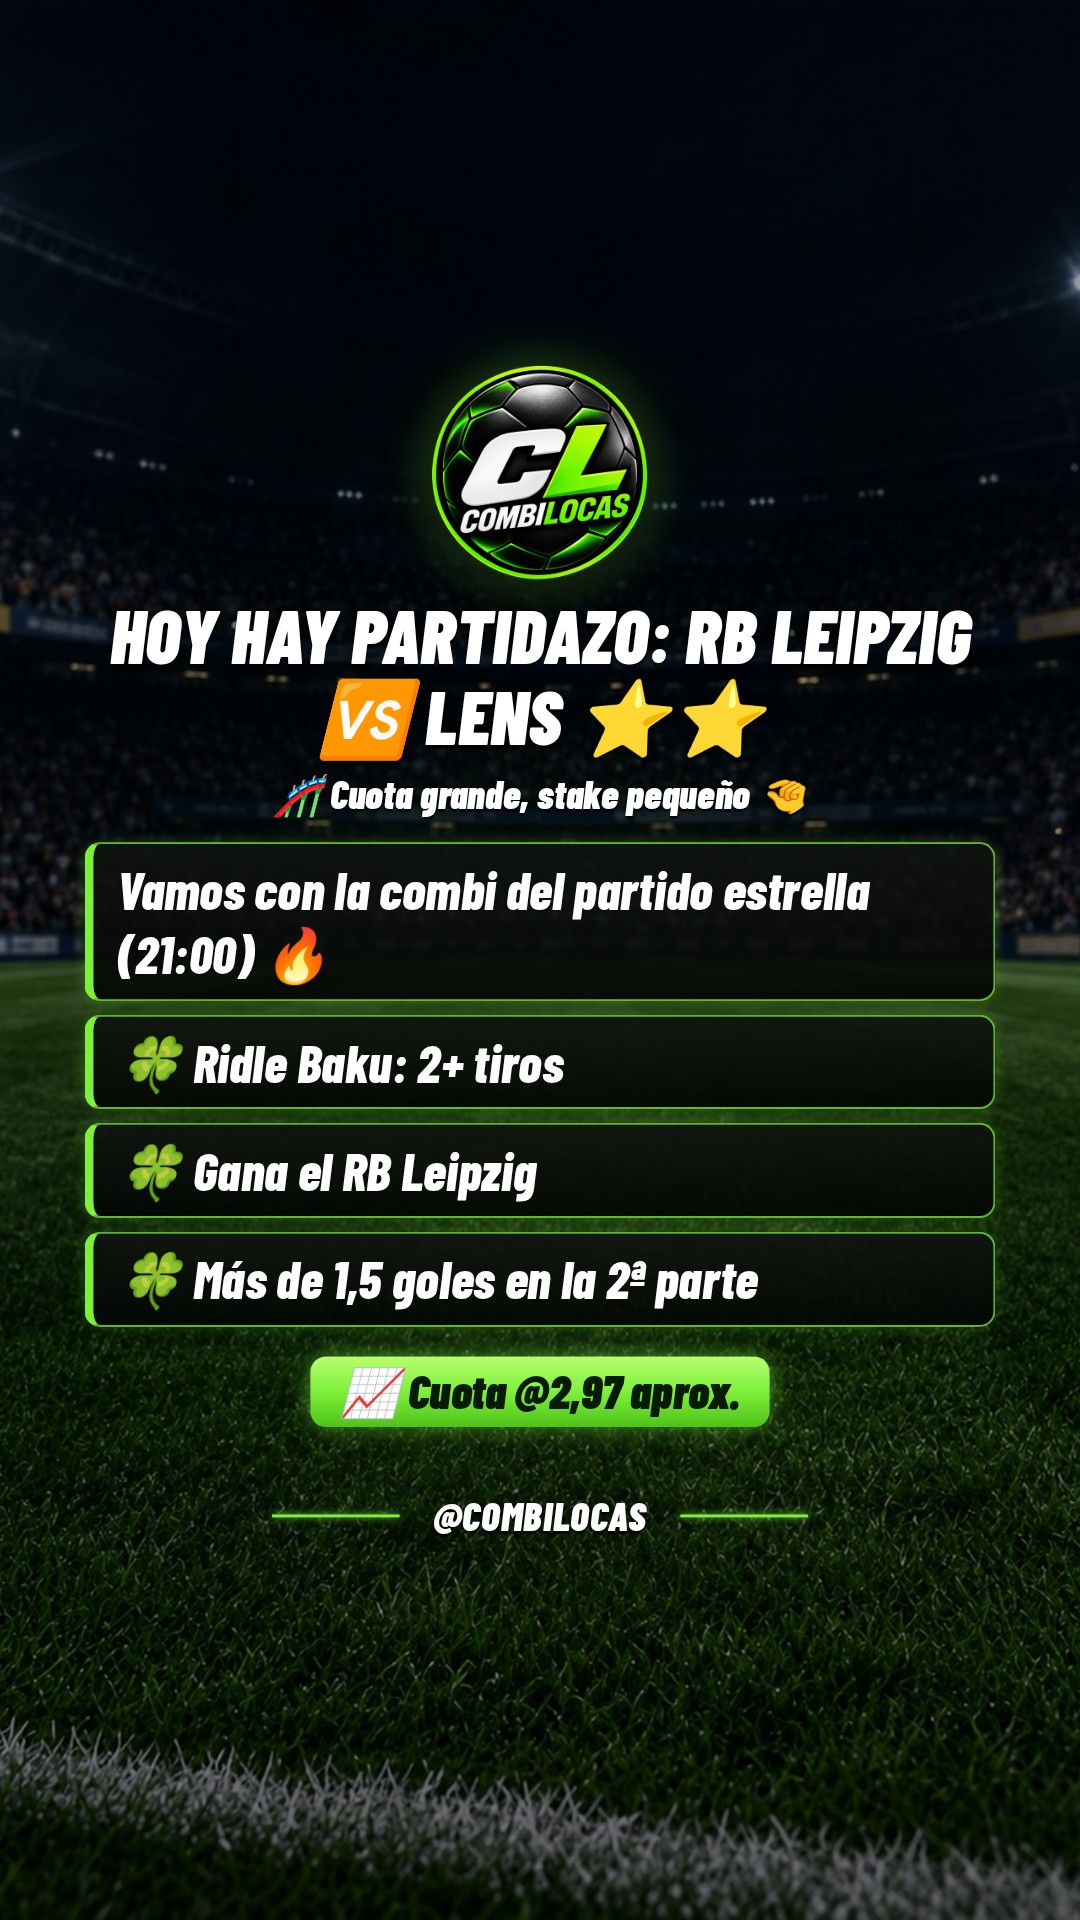 CL
COMBILOCAS
HOY HAY PARTIDAZO: RB LEIPZIG
🆚 LENS ⭐⭐
🎢 Cuota grande, stake pequeño 🤏
Vamos con la combi del partido estrella
(21:00) 🔥
🍀 Ridle Baku: 2+ tiros
🍀 Gana el RB Leipzig
🍀 Más de 1,5 goles en la 2ª parte
📈 Cuota @2,97 aprox.
@COMBILOCAS